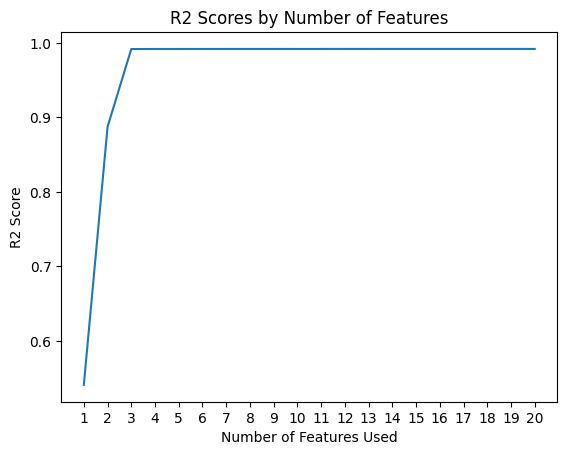 R2 Scores by Number of Features
1.0
0.9
0.8
0.7
0.6
R2 Score
1 2 3 4 5 6 7 8 9 10 11 12 13 14 15 16 17 18 19 20
Number of Features Used